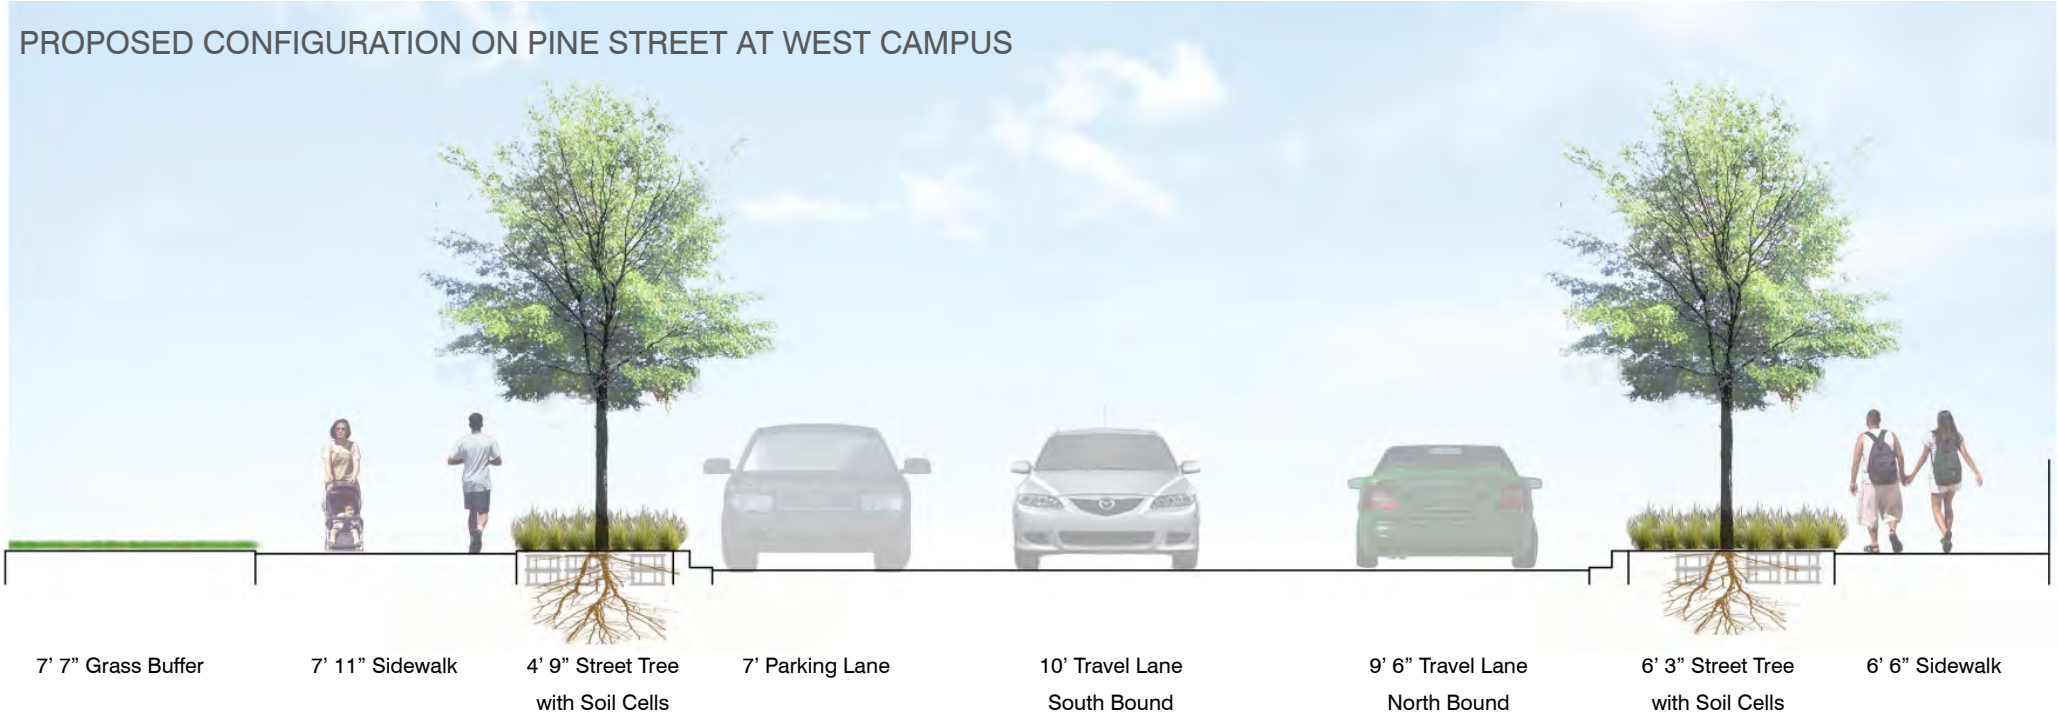 PROPOSED CONFIGURATION ON PINE STREET AT WEST CAMPUS
7’ 7” Grass Buffer
7’ 11” Sidewalk
4’ 9” Street Tree
with Soil Cells
7’ Parking Lane
10’ Travel Lane
South Bound
9’ 6” Travel Lane
North Bound
6’ 3” Street Tree
with Soil Cells
6’ 6” Sidewalk